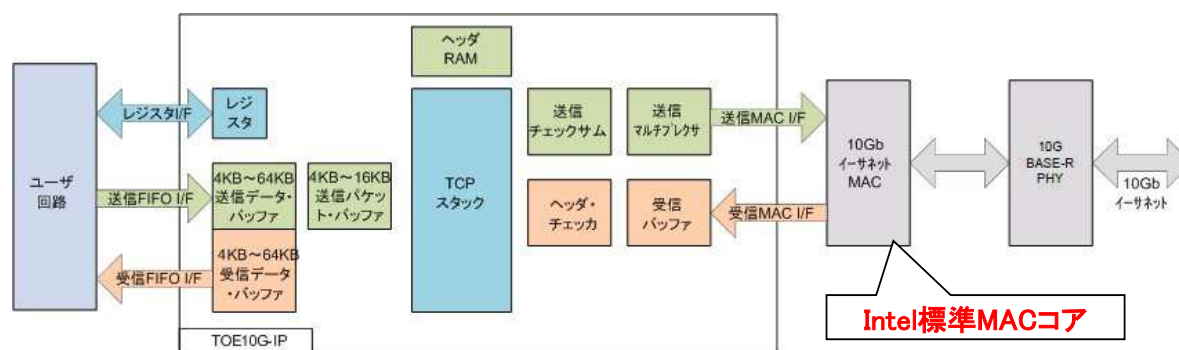 ヘッダ
RAM
ユーザ
回路
レジスタI/F
レジ
スタ
送信FIFO I/F
4KB～64KB
送信データ・
バッファ
4KB～16KB
送信パケッ
ト・バッファ
受信FIFO I/F
4KB～64KB
受信データ
・バッファ
TCP
スタック
送信
チェックサム
送信
マルチプレクサ
送信MAC I/F
ヘッダ・
チェッカ
受信
バッファ
受信MAC I/F
10Gb
イーサネット
MAC
10G
BASE-R
PHY
10Gb
イーサネット
Intel標準MACコア
TOE10G-IP